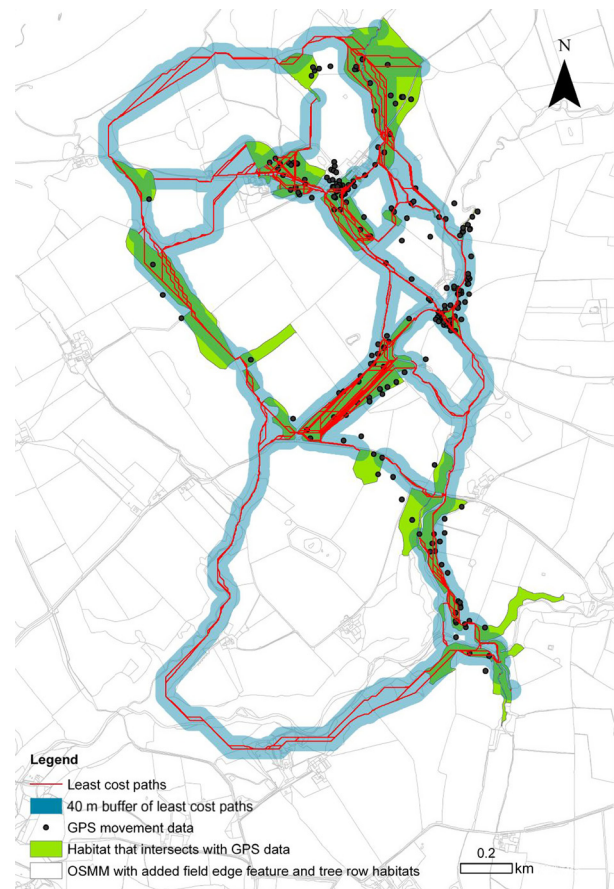 N
Legend
Least cost paths
40 m buffer of least cost paths
GPS movement data
Habitat that intersects with GPS data
OSMM with added field edge feature and tree row habitats
0.2
km